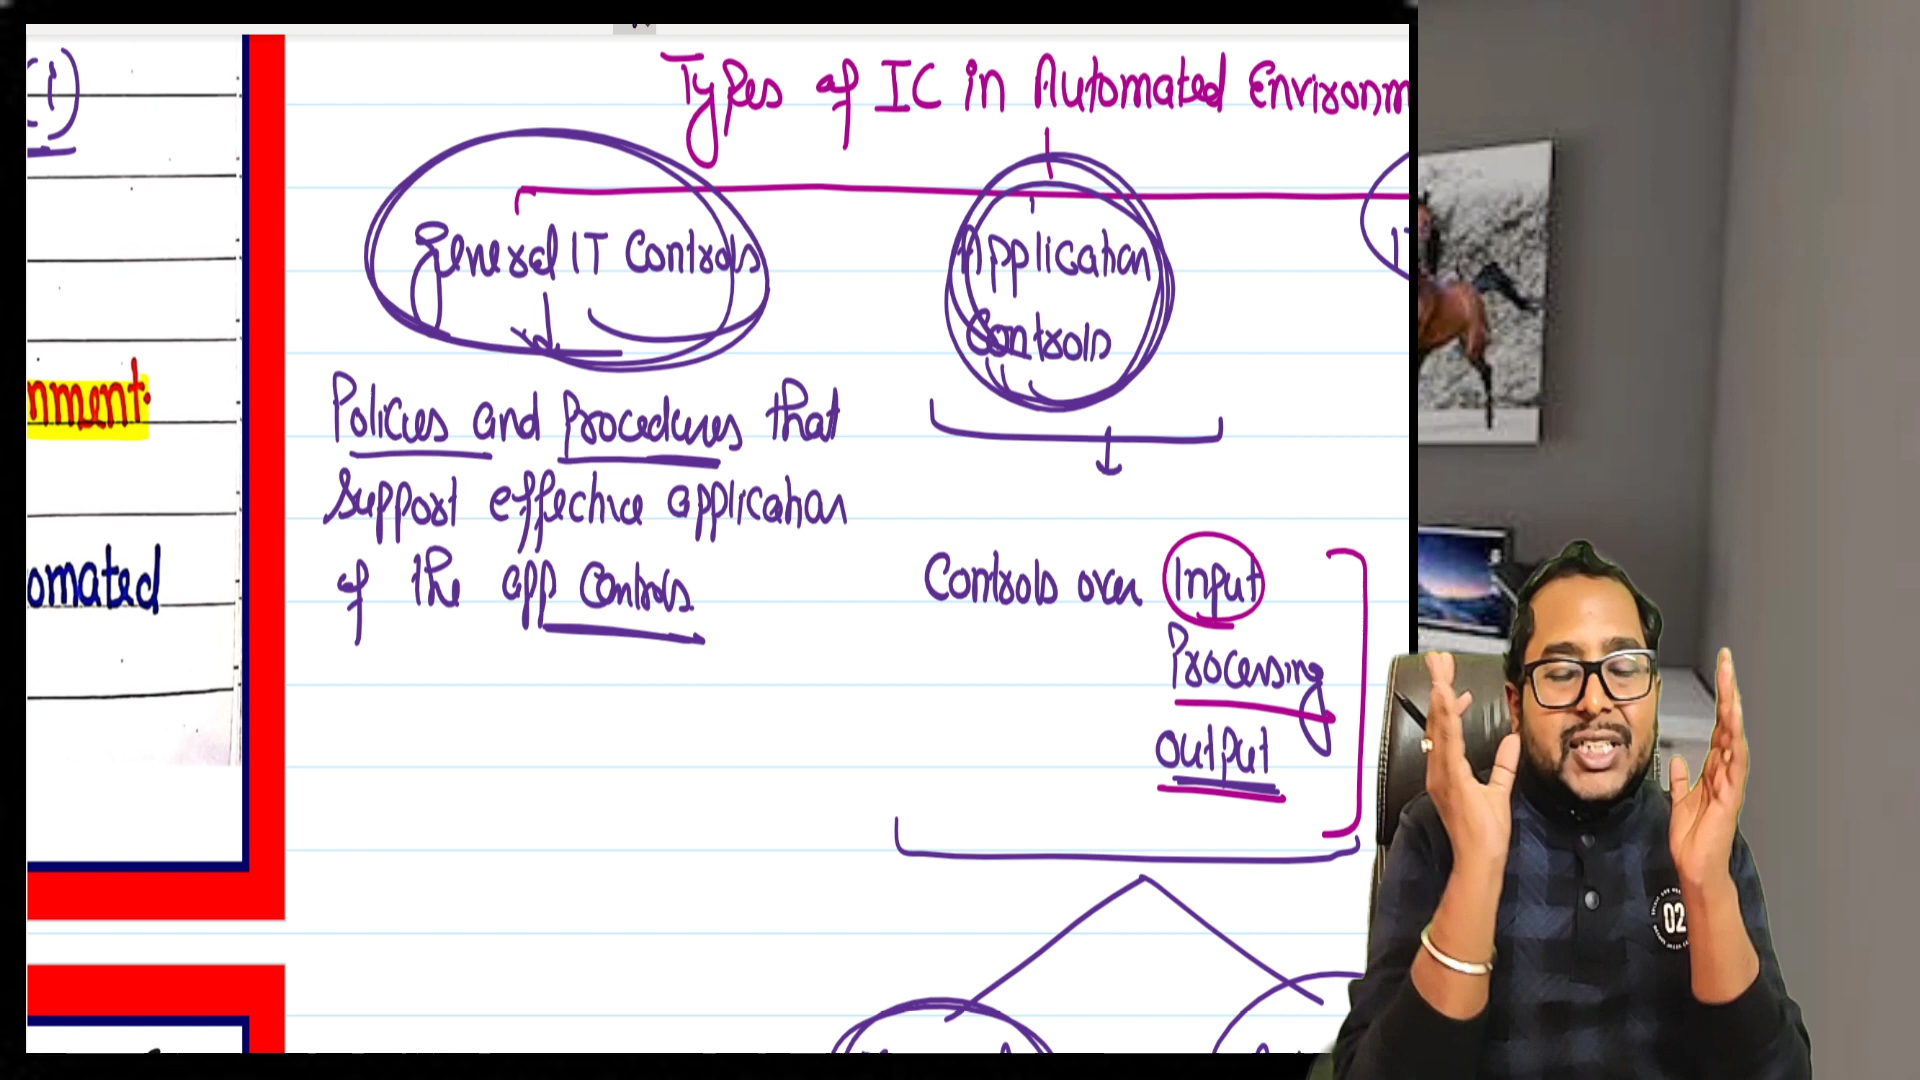 Types of IC in Automated Environm
General IT Controls
Application
Controls
Policies and procedures that
support effective application
of the app controls
Controls over Input
Processing
output
nment.
omated
02